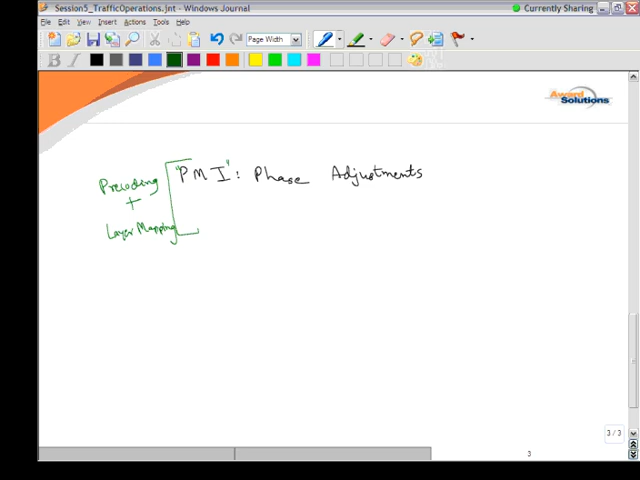 Session5_TrafficOperations.jnt - Windows Journal
Currently Sharing
File Edit View Insert Actions Tools Help
Page Width
B I
Award Solutions
Precoding + Layer Mapping
"PMI": Phase Adjustments
3 / 3
3